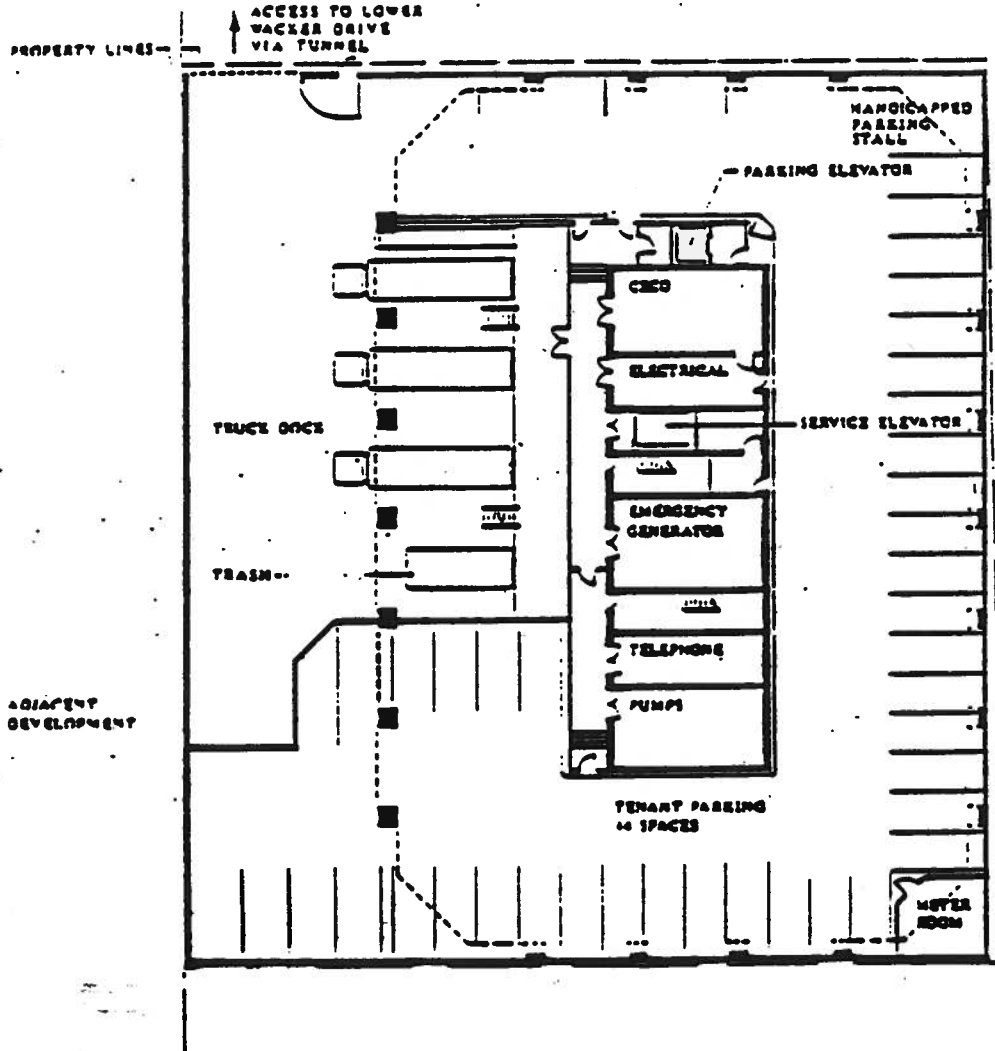 ACCESS TO LOWER
WACKER DRIVE
VIA TUNNEL
PROPERTY LINES
HANDICAPPED
PARKING
STALL
PARKING ELEVATOR
CECO
ELECTRICAL
TRUCK DOCK
SERVICE ELEVATOR
EMERGENCY
GENERATOR
TRASH
TELEPHONE
ADJACENT
DEVELOPMENT
PUMPS
TENANT PARKING
44 SPACES
METER
ROOM